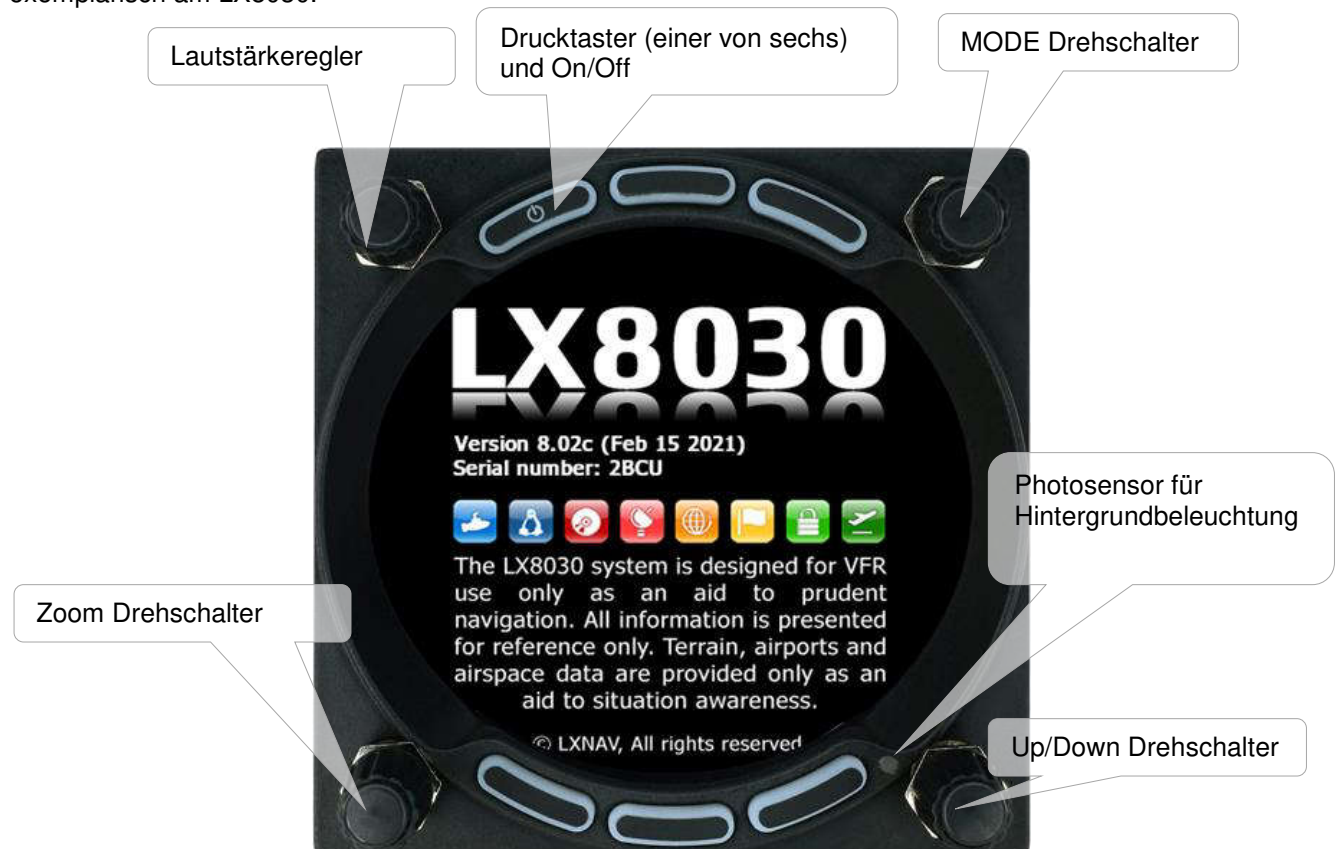 exemplarisch am LX8030.
Lautstärkeregler
Drucktaster (einer von sechs)
und On/Off
MODE Drehschalter
LX8030
Version 8.02c (Feb 15 2021)
Serial number: 2BCU
Photosensor für
Hintergrundbeleuchtung
The LX8030 system is designed for VFR
use only as an aid to prudent
navigation. All information is presented
for reference only. Terrain, airports and
airspace data are provided only as an
aid to situation awareness.
Zoom Drehschalter
© LXNAV, All rights reserved
Up/Down Drehschalter